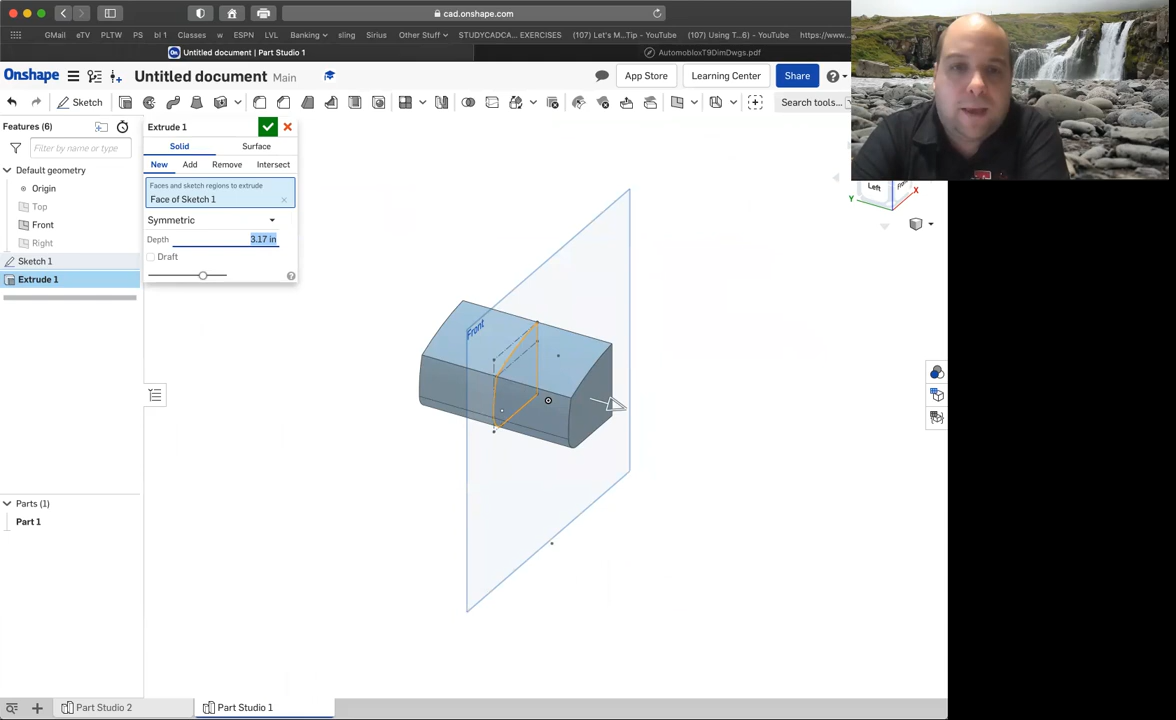 cad.onshape.com
GMail eTV PLTW PS bl 1 Classes w ESPN LVL Banking sling Sirius Other Stuff STUDYCADCA... EXERCISES (107) Let's M...Tip - YouTube (107) Using T...6) - YouTube https://www...
On Untitled document | Part Studio 1
AutomobloxT9DimDwgs.pdf
Onshape Untitled document Main App Store Learning Center Share
Sketch Search tools...
Features (6)
Filter by name or type
Default geometry
Origin
Top
Front
Right
Sketch 1
Extrude 1
Extrude 1
Solid Surface
New Add Remove Intersect
Faces and sketch regions to extrude
Face of Sketch 1
Symmetric
Depth 3.17 in
Draft
Front
Left
Y
X
Parts (1)
Part 1
Part Studio 2 Part Studio 1